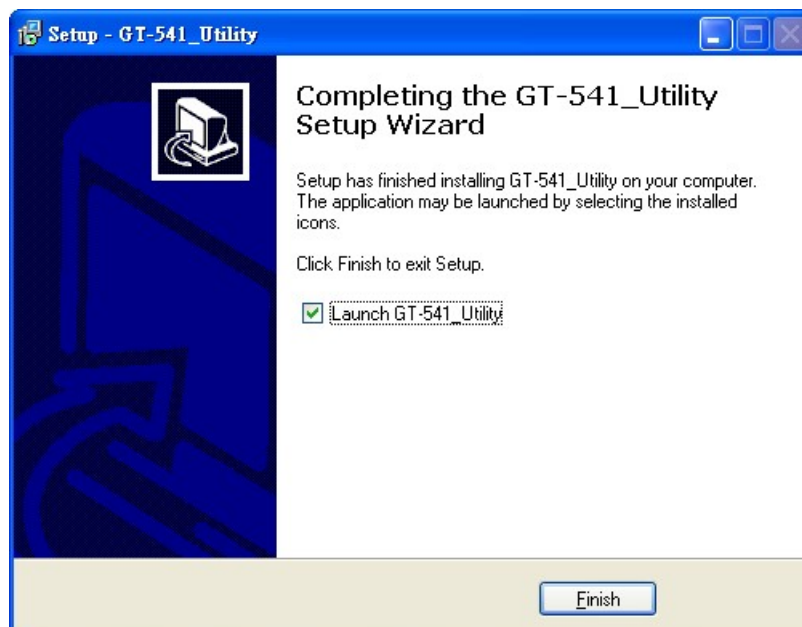 Setup - GT-541_Utility
Completing the GT-541_Utility
Setup Wizard
Setup has finished installing GT-541_Utility on your computer.
The application may be launched by selecting the installed
icons.
Click Finish to exit Setup.
Launch GT-541_Utility
Finish